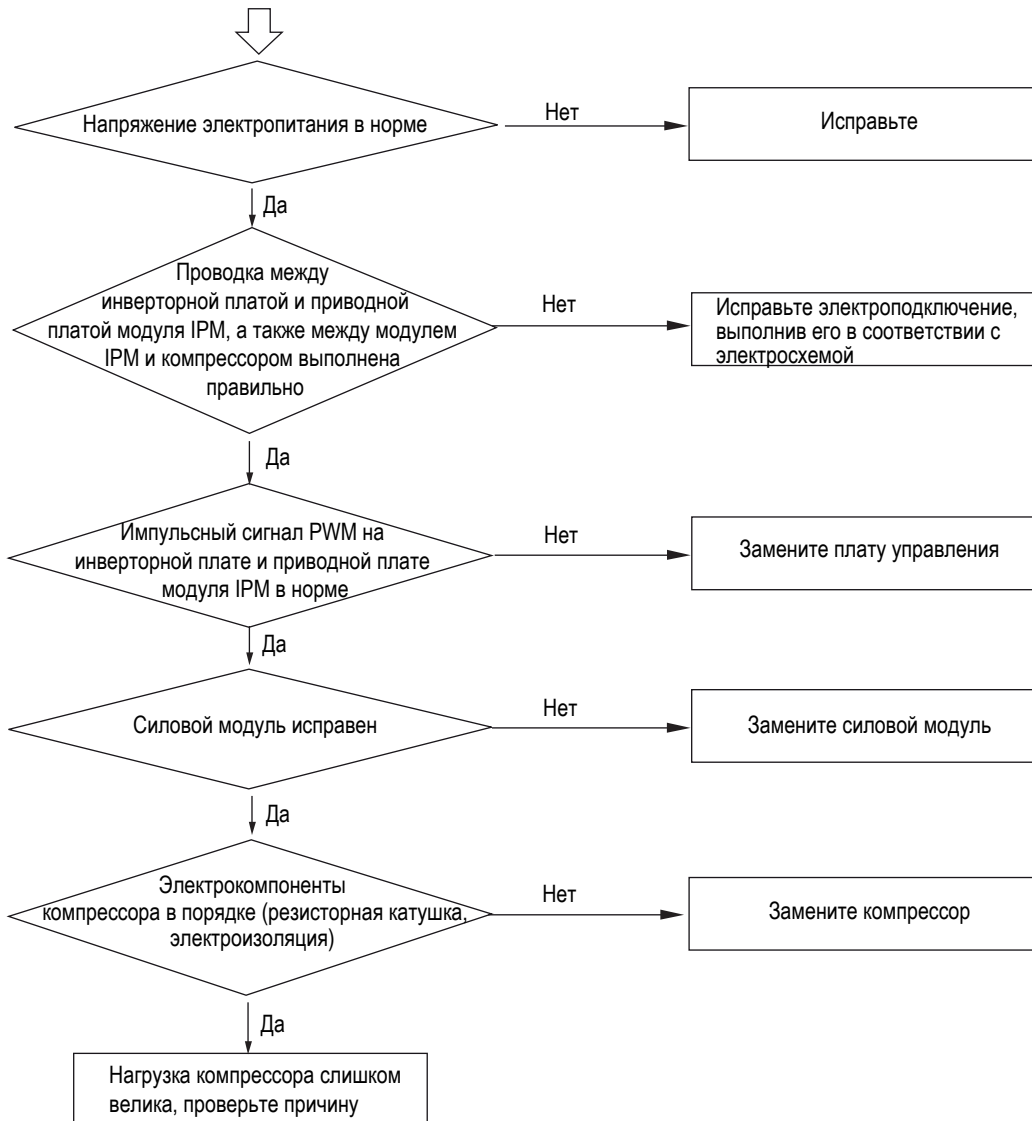 Напряжение электропитания в норме
Нет
Исправьте
Да
Проводка между
инверторной платой и приводной
платой модуля IPM, а также между модулем
IPM и компрессором выполнена
правильно
Нет
Исправьте электроподключение,
выполнив его в соответствии с
электросхемой
Да
Импульсный сигнал PWM на
инверторной плате и приводной плате
модуля IPM в норме
Нет
Замените плату управления
Да
Силовой модуль исправен
Нет
Замените силовой модуль
Да
Электрокомпоненты
компрессора в порядке (резисторная катушка,
электроизоляция)
Нет
Замените компрессор
Да
Нагрузка компрессора слишком
велика, проверьте причину